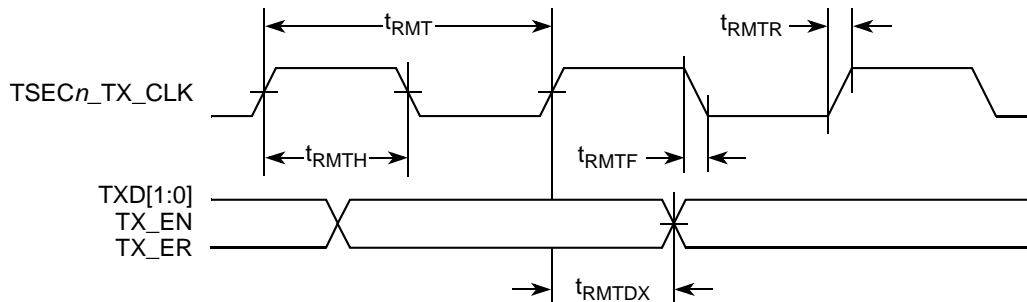 tRMT
tRMTR
TSECn_TX_CLK
tRMTH
tRMTF
TXD[1:0]
TX_EN
TX_ER
tRMTDX